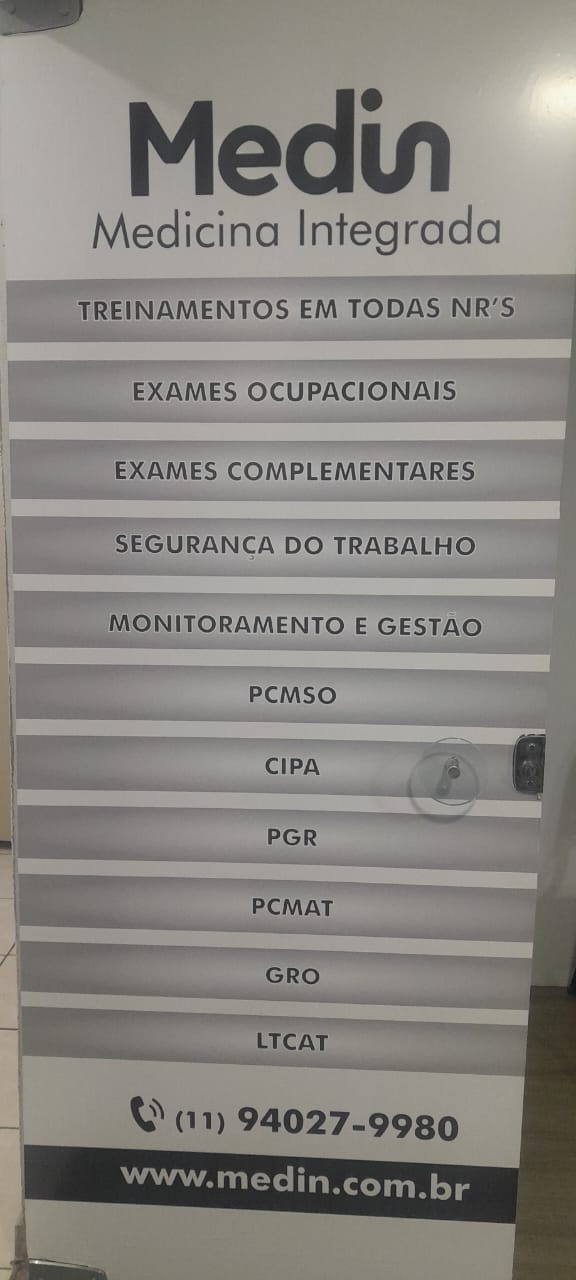 Medin
Medicina Integrada
TREINAMENTOS EM TODAS NR'S
EXAMES OCUPACIONAIS
EXAMES COMPLEMENTARES
SEGURANÇA DO TRABALHO
MONITORAMENTO E GESTÃO
PCMSO
CIPA
PGR
PCMAT
GRO
LTCAT
(11) 94027-9980
www.medin.com.br